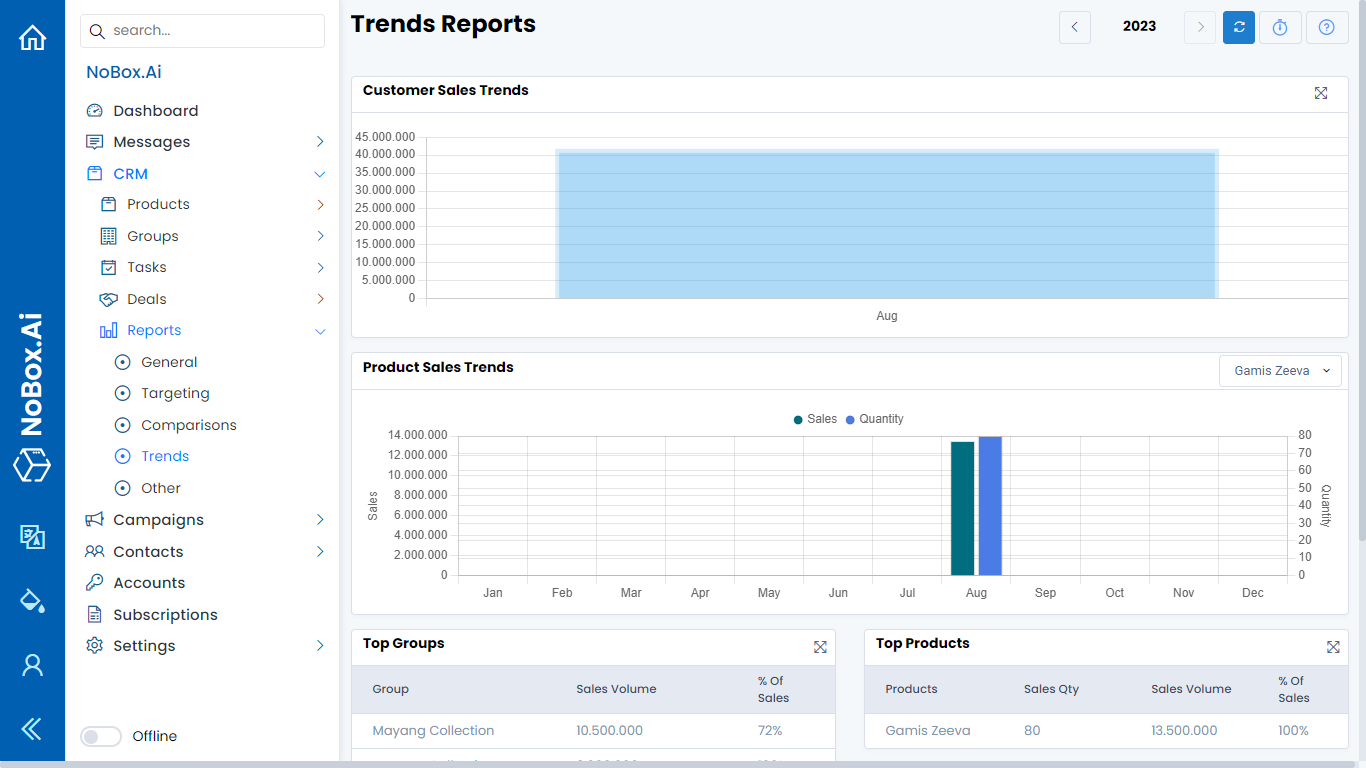 search...
NoBox.Ai
Dashboard
Messages
CRM
Products
Groups
Tasks
Deals
Reports
General
Targeting
Comparisons
Trends
Other
Campaigns
Contacts
Accounts
Subscriptions
Settings
Offline
NoBox.Ai
Trends Reports
2023
Customer Sales Trends
45.000.000
40.000.000
35.000.000
30.000.000
25.000.000
20.000.000
15.000.000
10.000.000
5.000.000
0
Aug
Product Sales Trends
Gamis Zeeva
Sales Quantity
14.000.000
12.000.000
10.000.000
8.000.000
6.000.000
4.000.000
2.000.000
0
Sales
80
70
60
50
40
30
20
10
0
Quantity
Jan Feb Mar Apr May Jun Jul Aug Sep Oct Nov Dec
Top Groups
Group Sales Volume % Of Sales
Mayang Collection 10.500.000 72%
Top Products
Products Sales Qty Sales Volume % Of Sales
Gamis Zeeva 80 13.500.000 100%